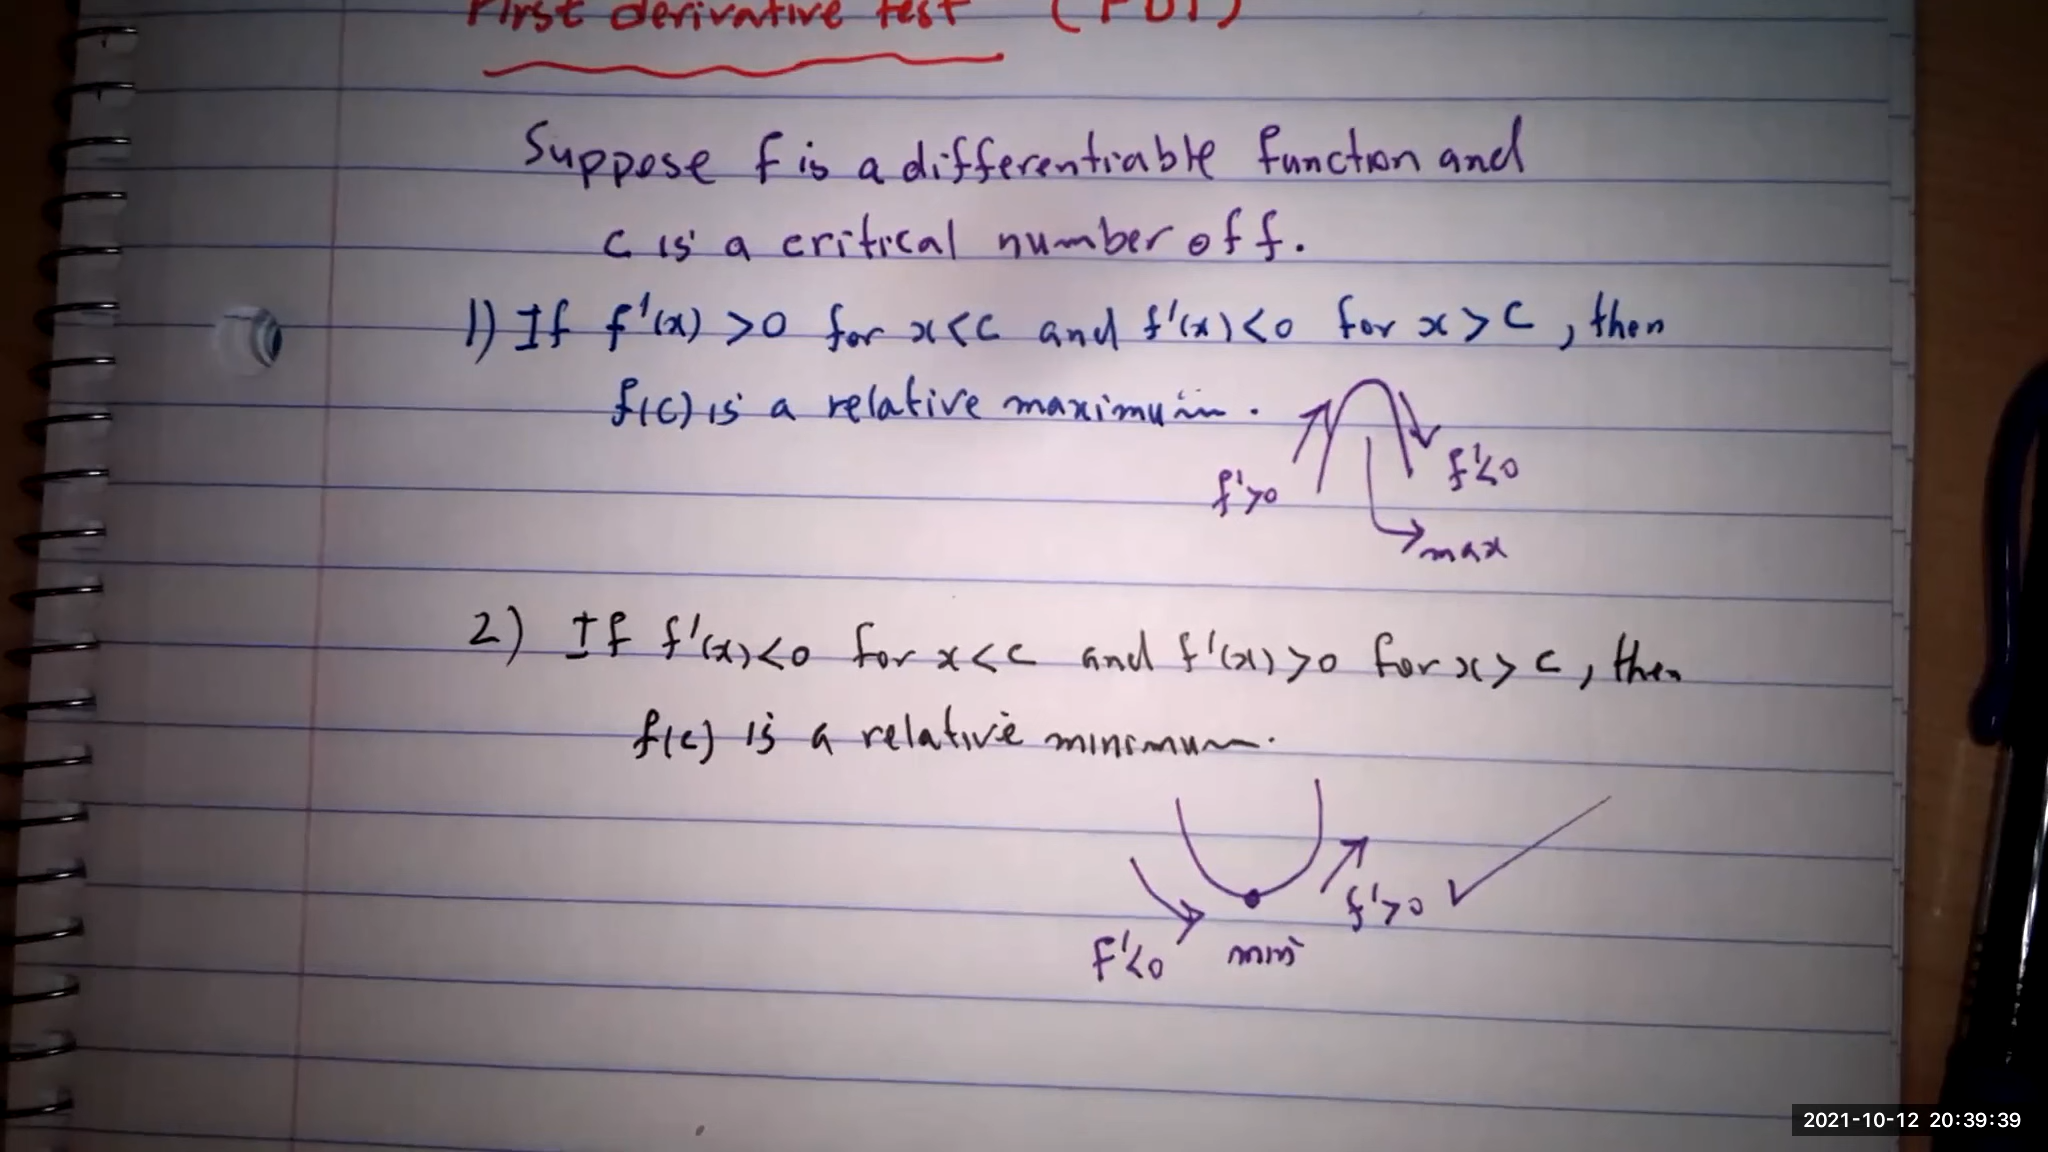 First derivative test (FDT)
Suppose f is a differentiable function and
c is a critical number of f.
1) If f'(x) >0 for x<c and f'(x)<0 for x>c, then
f(c) is a relative maximum.
f'>0
f'<0
max
2) If f'(x)<0 for x<c and f'(x)>0 for x>c, then
f(c) is a relative minimum.
f'>0
f'<0 min
2021-10-12 20:39:39